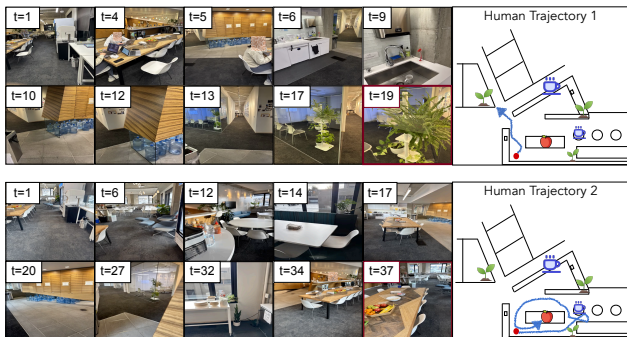 t=1
t=4
t=5
t=6
t=9
Human Trajectory 1
t=10
t=12
t=13
t=17
t=19
t=1
t=6
t=12
t=14
t=17
Human Trajectory 2
t=20
t=27
t=32
t=34
t=37